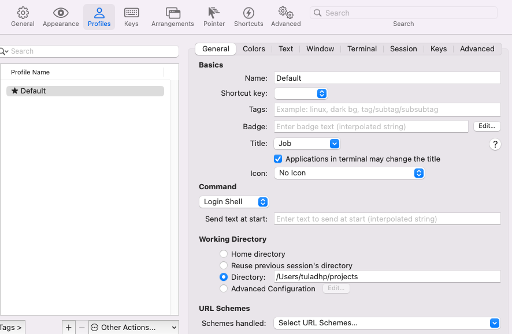 General Appearance Profiles Keys Arrangements Pointer Shortcuts Advanced
Search
Search
Search
Profile Name
★ Default
General Colors Text Window Terminal Session Keys Advanced
Basics
Name: Default
Shortcut key:
Tags: Example: linux, dark bg, tag/subtag/subsubtag
Badge: Enter badge text (interpolated string) Edit...
Title: Job ?
Applications in terminal may change the title
Icon: No Icon
Command
Login Shell
Send text at start: Enter text to send at start (interpolated string)
Working Directory
Home directory
Reuse previous session's directory
Directory: /Users/tuladhp/projects
Advanced Configuration Edit...
URL Schemes
Schemes handled: Select URL Schemes...
Tags > + − Other Actions...